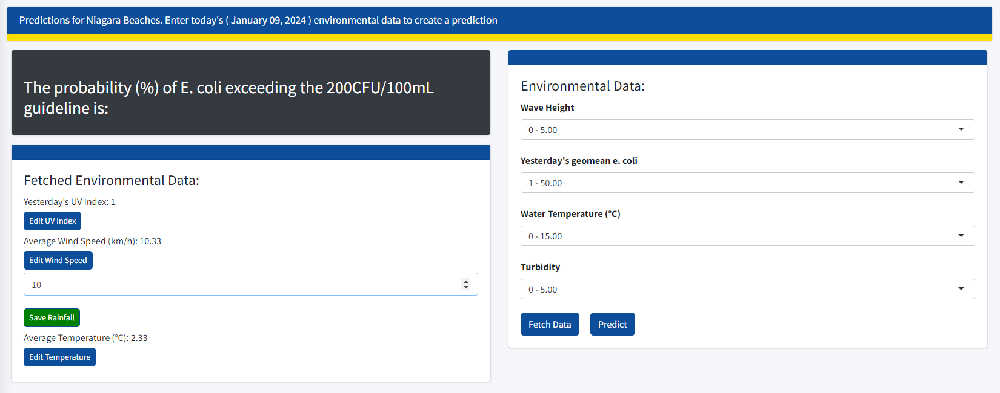 Predictions for Niagara Beaches. Enter today's ( January 09, 2024 ) environmental data to create a prediction
The probability (%) of E. coli exceeding the 200CFU/100mL
guideline is:
Fetched Environmental Data:
Yesterday's UV Index: 1
Edit UV Index
Average Wind Speed (km/h): 10.33
Edit Wind Speed
10
Save Rainfall
Average Temperature (°C): 2.33
Edit Temperature
Environmental Data:
Wave Height
0 - 5.00
Yesterday's geomean e. coli
1 - 50.00
Water Temperature (°C)
0 - 15.00
Turbidity
0 - 5.00
Fetch Data Predict